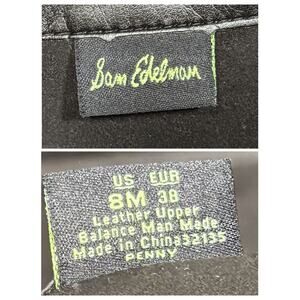 Sam Edelman
US EUR
8M 38
Leather Upper
Balance Man Made
Made in China32135
PENNY